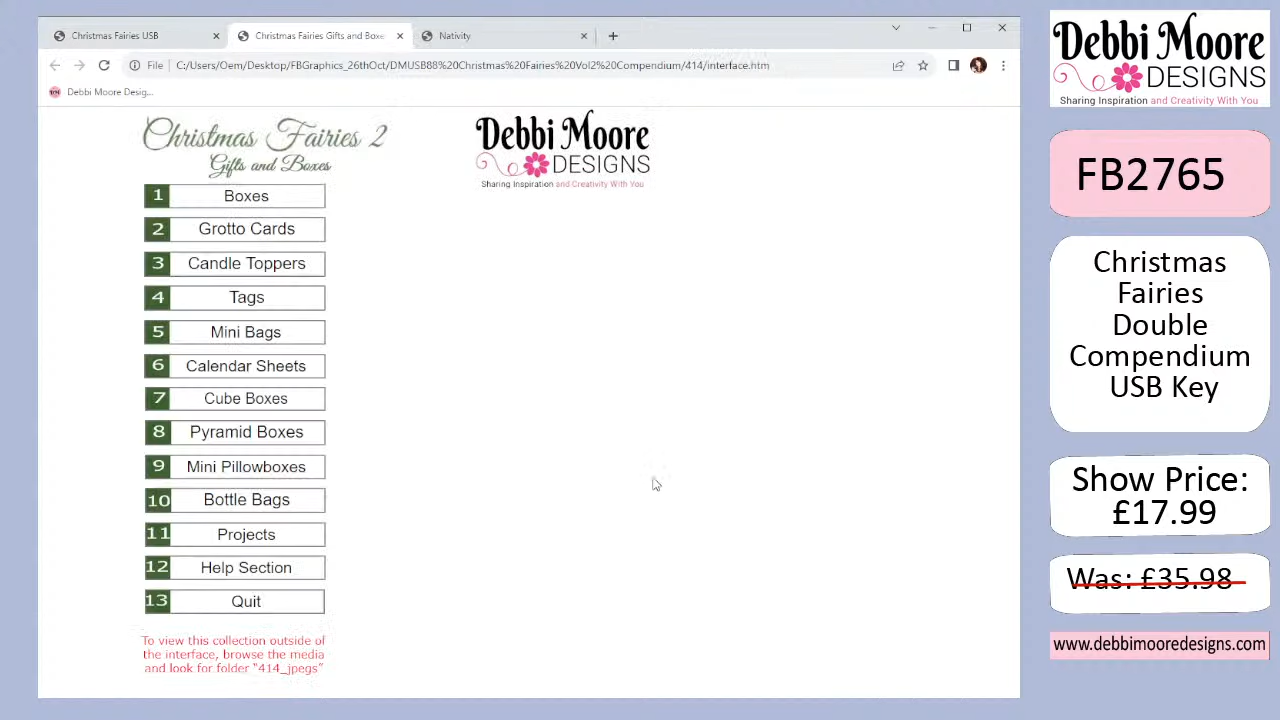 Christmas Fairies USB
Christmas Fairies Gifts and Boxe
Nativity
File
C:/Users/Oem/Desktop/FBGraphics_26thOct/DMUSB88%20Christmas%20Fairies%20Vol2%20Compendium/414/interface.htm
Debbi Moore Desig...
Christmas Fairies 2
Gifts and Boxes
Debbi Moore
DESIGNS
Sharing Inspiration and Creativity With You
1 Boxes
2 Grotto Cards
3 Candle Toppers
4 Tags
5 Mini Bags
6 Calendar Sheets
7 Cube Boxes
8 Pyramid Boxes
9 Mini Pillowboxes
10 Bottle Bags
11 Projects
12 Help Section
13 Quit
To view this collection outside of
the interface, browse the media
and look for folder "414_jpegs"
Debbi Moore
DESIGNS
Sharing Inspiration and Creativity With You
FB2765
Christmas
Fairies
Double
Compendium
USB Key
Show Price:
£17.99
Was: £35.98
www.debbimooredesigns.com